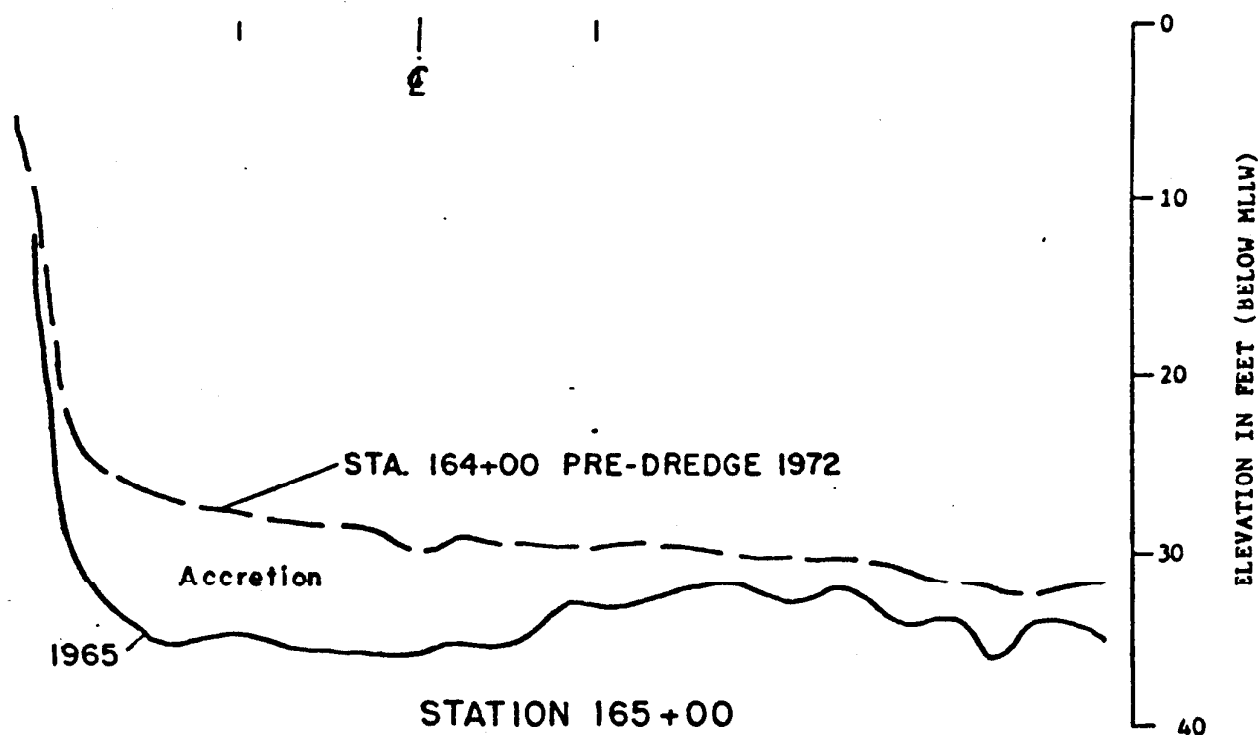 0
℄
10
20
30
40
ELEVATION IN FEET (BELOW MLLW)
STA. 164+00 PRE-DREDGE 1972
Accretion
1965
STATION 165+00